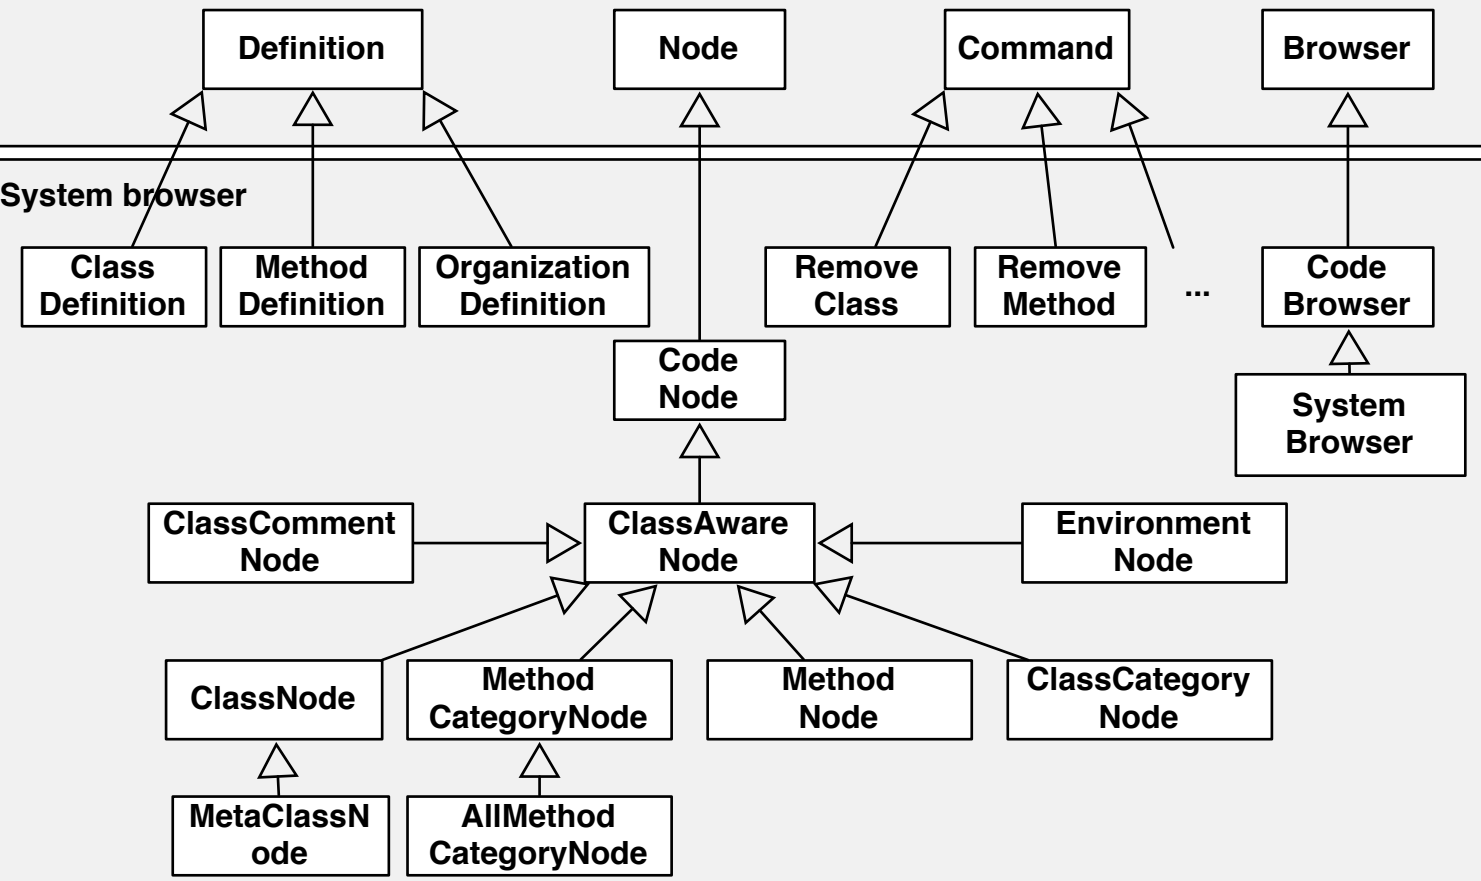 Definition
Node
Command
Browser
System browser
Class
Definition
Method
Definition
Organization
Definition
Remove
Class
Remove
Method
...
Code
Browser
Code
Node
System
Browser
ClassComment
Node
ClassAware
Node
Environment
Node
ClassNode
Method
CategoryNode
Method
Node
ClassCategory
Node
MetaClassN
ode
AllMethod
CategoryNode